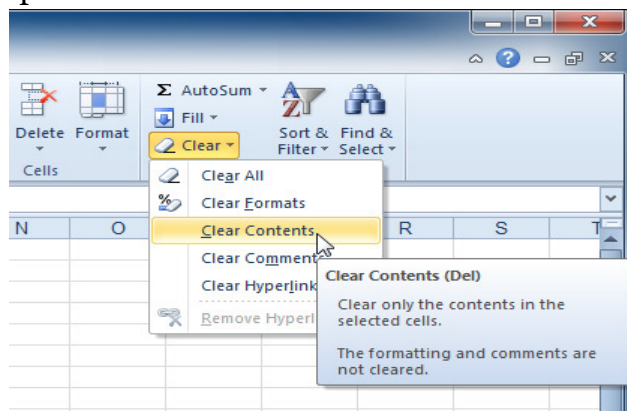 Σ AutoSum
Fill
Clear
Delete
Format
Sort &
Filter
Find &
Select
Cells
Clear All
Clear Formats
Clear Contents
Clear Comment
Clear Hyperlink
Remove Hyperl
N O R S T
Clear Contents (Del)
Clear only the contents in the
selected cells.
The formatting and comments are
not cleared.